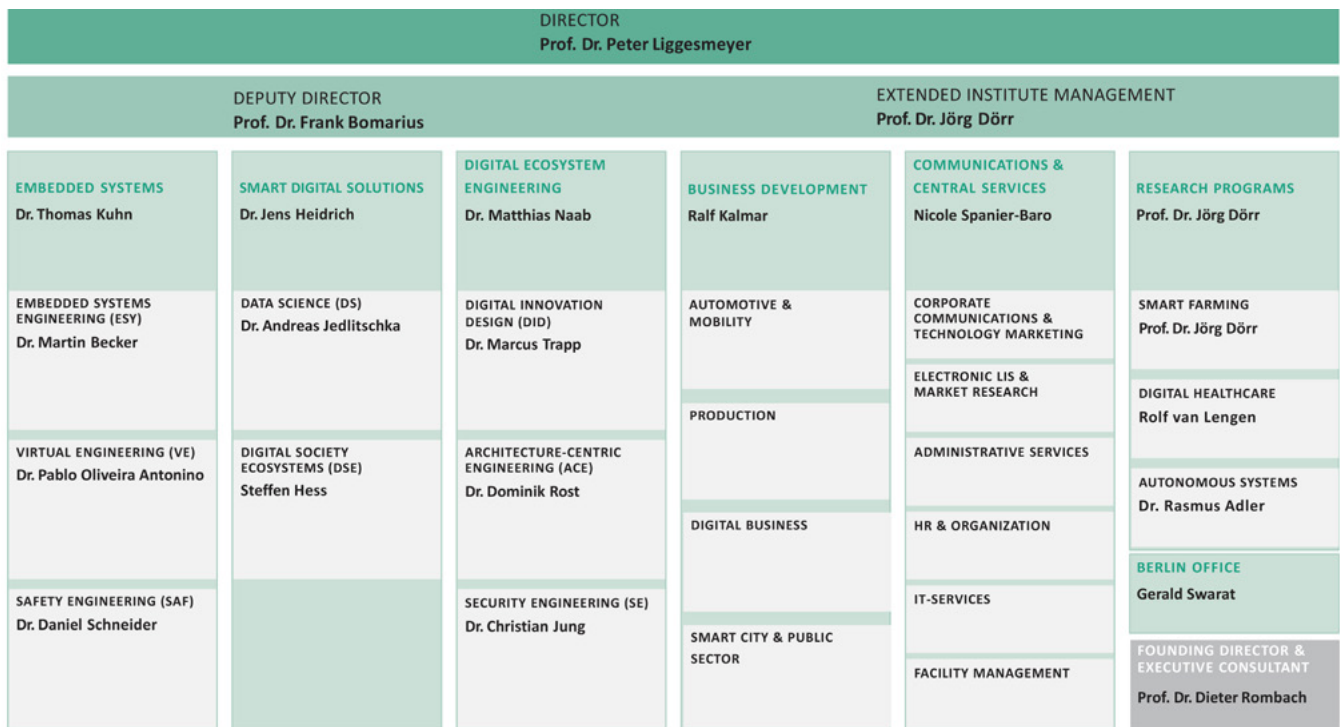 DIRECTOR
Prof. Dr. Peter Liggesmeyer
DEPUTY DIRECTOR
Prof. Dr. Frank Bomarius
EXTENDED INSTITUTE MANAGEMENT
Prof. Dr. Jörg Dörr
EMBEDDED SYSTEMS
Dr. Thomas Kuhn
EMBEDDED SYSTEMS
ENGINEERING (ESY)
Dr. Martin Becker
VIRTUAL ENGINEERING (VE)
Dr. Pablo Oliveira Antonino
SAFETY ENGINEERING (SAF)
Dr. Daniel Schneider
SMART DIGITAL SOLUTIONS
Dr. Jens Heidrich
DATA SCIENCE (DS)
Dr. Andreas Jedlitschka
DIGITAL SOCIETY
ECOSYSTEMS (DSE)
Steffen Hess
DIGITAL ECOSYSTEM
ENGINEERING
Dr. Matthias Naab
DIGITAL INNOVATION
DESIGN (DID)
Dr. Marcus Trapp
ARCHITECTURE-CENTRIC
ENGINEERING (ACE)
Dr. Dominik Rost
SECURITY ENGINEERING (SE)
Dr. Christian Jung
BUSINESS DEVELOPMENT
Ralf Kalmar
AUTOMOTIVE &
MOBILITY
PRODUCTION
DIGITAL BUSINESS
SMART CITY & PUBLIC
SECTOR
COMMUNICATIONS &
CENTRAL SERVICES
Nicole Spanier-Baro
CORPORATE
COMMUNICATIONS &
TECHNOLOGY MARKETING
ELECTRONIC LIS &
MARKET RESEARCH
ADMINISTRATIVE SERVICES
HR & ORGANIZATION
IT-SERVICES
FACILITY MANAGEMENT
RESEARCH PROGRAMS
Prof. Dr. Jörg Dörr
SMART FARMING
Prof. Dr. Jörg Dörr
DIGITAL HEALTHCARE
Rolf van Lengen
AUTONOMOUS SYSTEMS
Dr. Rasmus Adler
BERLIN OFFICE
Gerald Swarat
FOUNDING DIRECTOR &
EXECUTIVE CONSULTANT
Prof. Dr. Dieter Rombach